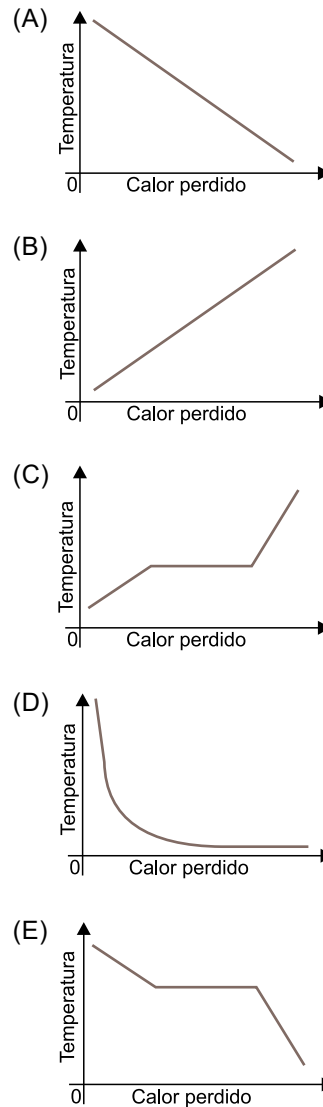 (A)
Temperatura
0
Calor perdido
(B)
Temperatura
0
Calor perdido
(C)
Temperatura
0
Calor perdido
(D)
Temperatura
0
Calor perdido
(E)
Temperatura
0
Calor perdido